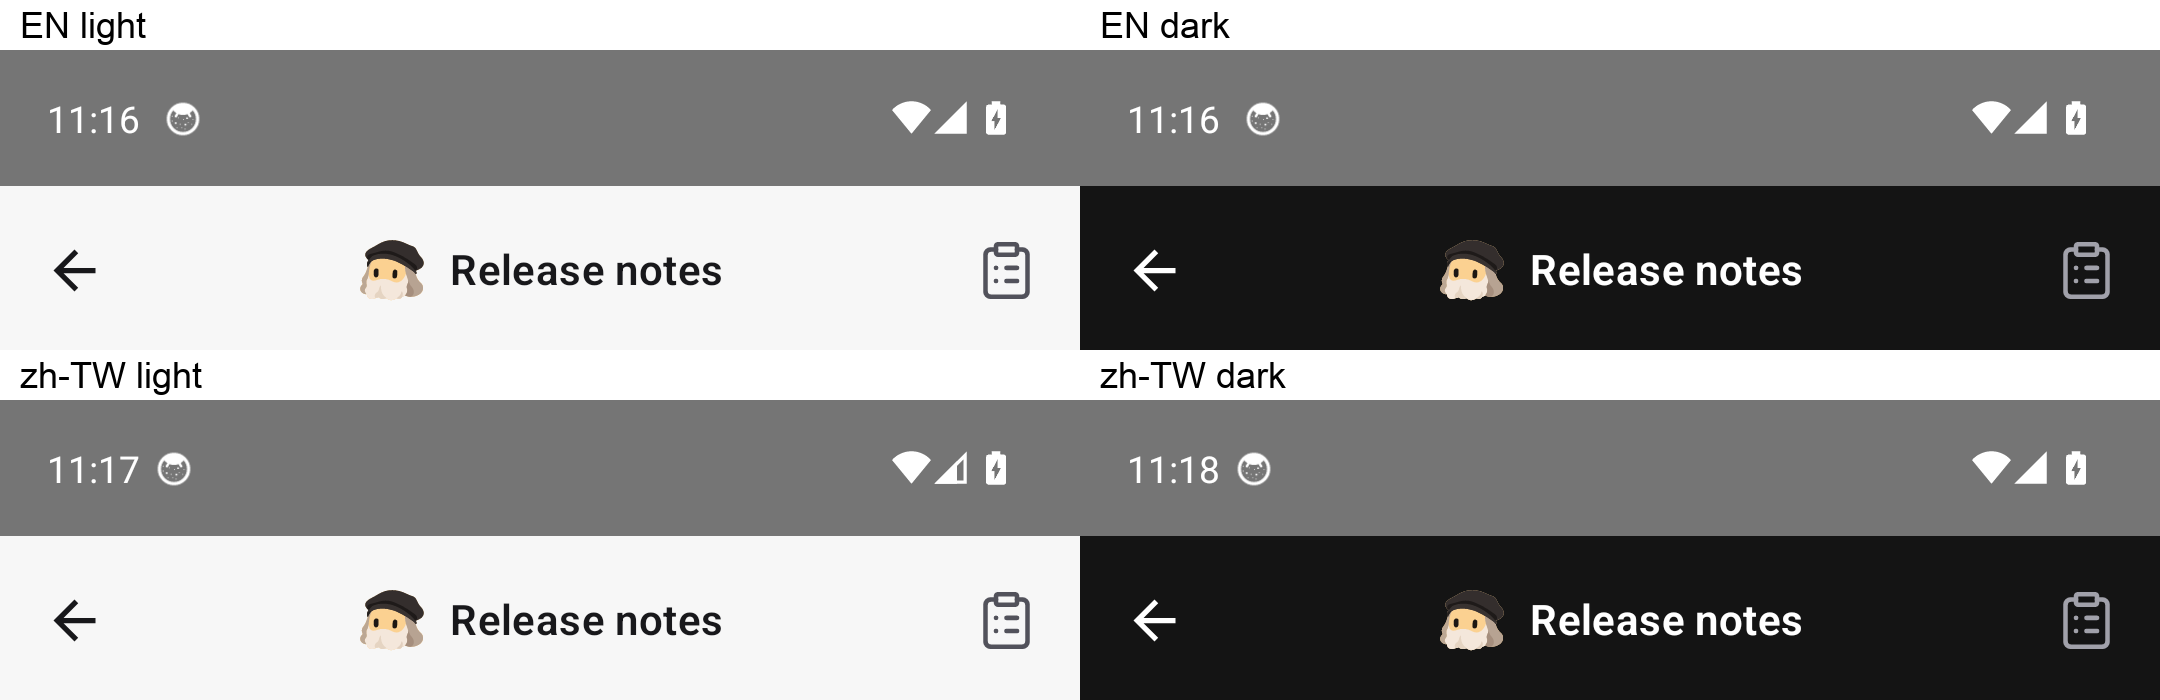 EN light
EN dark
11:16
11:16
Release notes
Release notes
zh-TW light
zh-TW dark
11:17
11:18
Release notes
Release notes